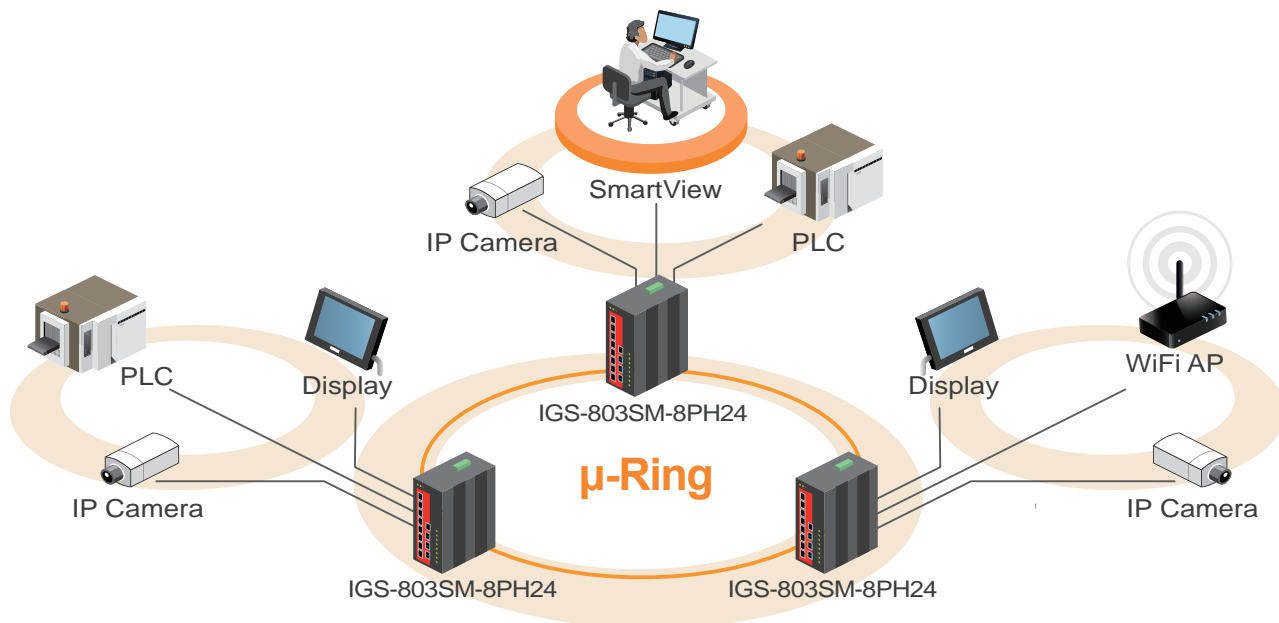 SmartView
IP Camera
PLC
WiFi AP
PLC
Display
Display
IGS-803SM-8PH24
µ-Ring
IP Camera
IP Camera
IGS-803SM-8PH24
IGS-803SM-8PH24